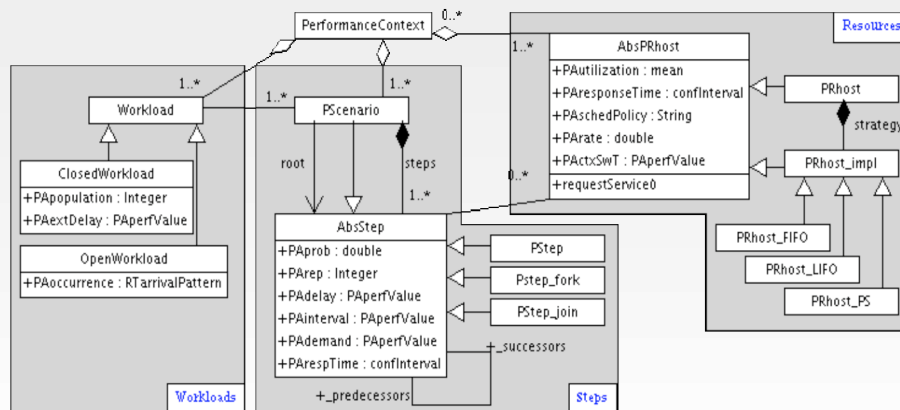 PerformanceContext
0..*
Resources
1..*
1..*
1..*
1..*
Workload
PScenario
AbsPRhost
+PAutilization : mean
+PAresponseTime : confInterval
+PAschedPolicy : String
+PArate : double
+PActxSwT : PAperfValue
+requestService()
PRhost
strategy
PRhost_impl
PRhost_FIFO
PRhost_LIFO
PRhost_PS
ClosedWorkload
+PApopulation : Integer
+PAextDelay : PAperfValue
OpenWorkload
+PAoccurrence : RTarrivalPattern
root
steps
0..*
1..*
AbsStep
+PAprob : double
+PArep : Integer
+PAdelay : PAperfValue
+PAinterval : PAperfValue
+PAdemand : PAperfValue
+PArespTime : confInterval
PStep
Pstep_fork
PStep_join
+_successors
+_predecessors
Workloads
Steps